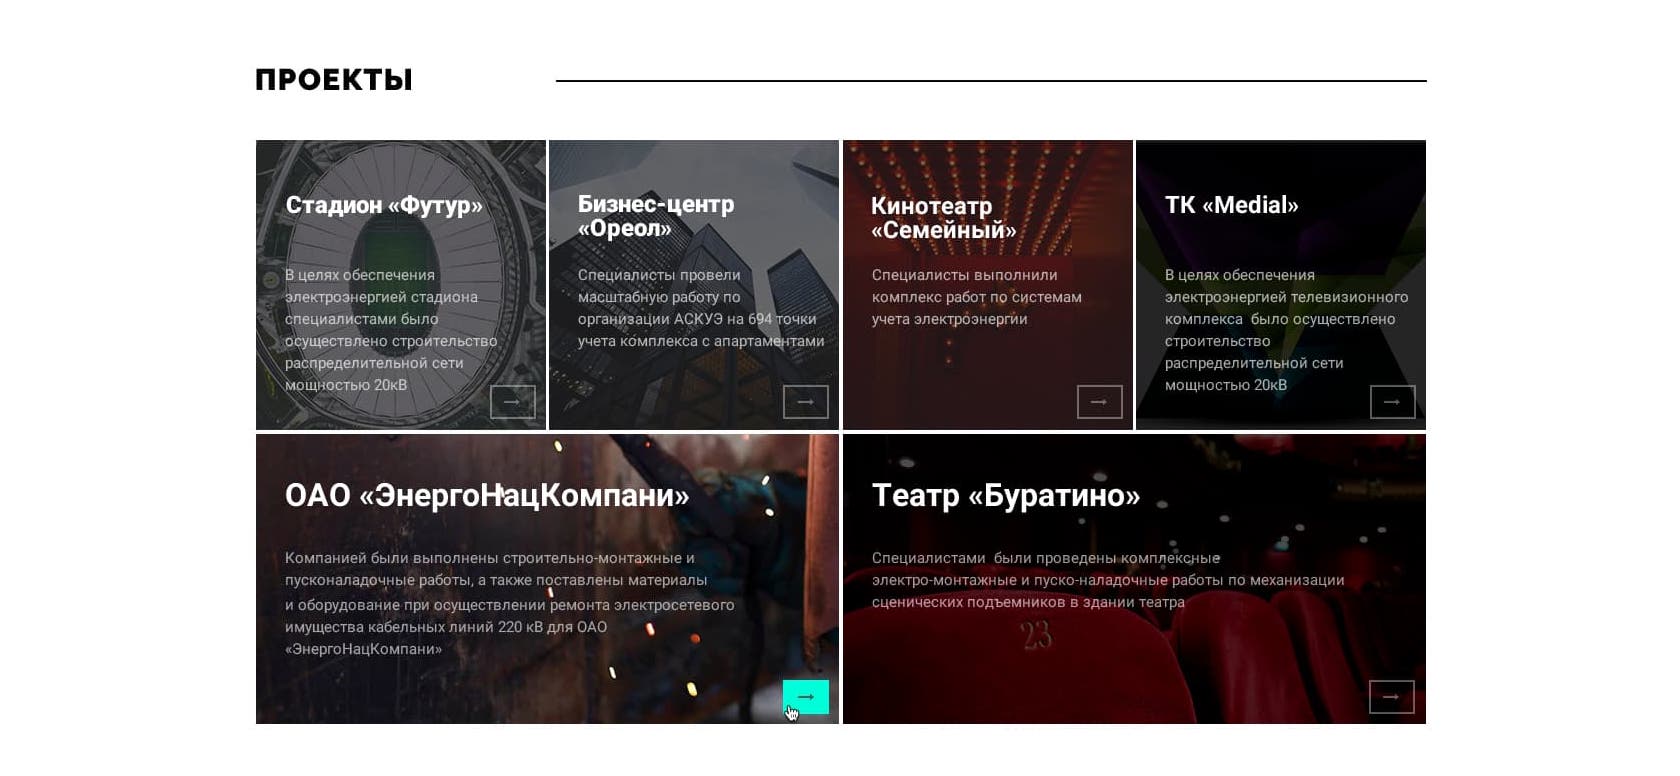 ПРОЕКТЫ
Стадион «Футур»
В целях обеспечения
электроэнергией стадиона
специалистами было
осуществлено строительство
распределительной сети
мощностью 20кВ
Бизнес-центр
«Ореол»
Специалисты провели
масштабную работу по
организации АСКУЭ на 694 точки
учета комплекса с апартаментами
Кинотеатр
«Семейный»
Специалисты выполнили
комплекс работ по системам
учета электроэнергии
ТК «Medial»
В целях обеспечения
электроэнергией телевизионного
комплекса было осуществлено
строительство
распределительной сети
мощностью 20кВ
ОАО «ЭнергоНацКомпани»
Компанией были выполнены строительно-монтажные и
пусконаладочные работы, а также поставлены материалы
и оборудование при осуществлении ремонта электросетевого
имущества кабельных линий 220 кВ для ОАО
«ЭнергоНацКомпани»
Театр «Буратино»
Специалистами были проведены комплексные
электро-монтажные и пуско-наладочные работы по механизации
сценических подъемников в здании театра
23